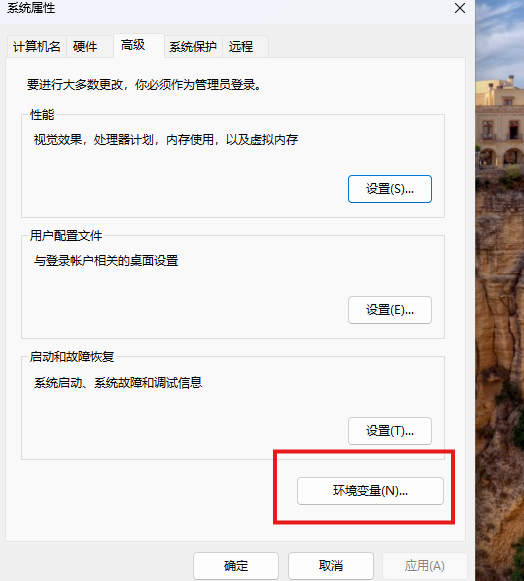 系统属性
计算机名 硬件 高级 系统保护 远程
要进行大多数更改，你必须作为管理员登录。
性能
视觉效果，处理器计划，内存使用，以及虚拟内存
设置(S)...
用户配置文件
与登录帐户相关的桌面设置
设置(E)...
启动和故障恢复
系统启动、系统故障和调试信息
设置(T)...
环境变量(N)...
确定 取消 应用(A)